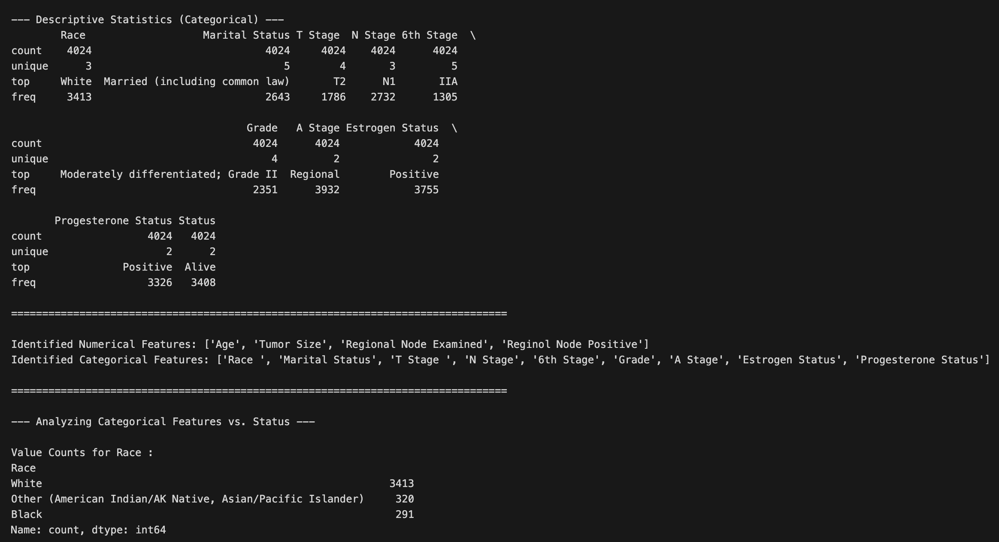 --- Descriptive Statistics (Categorical) ---
        Race                   Marital Status T Stage  N Stage 6th Stage  \
count    4024                            4024     4024    4024      4024
unique      3                               5        4       3         5
top     White  Married (including common law)       T2      N1       IIA
freq     3413                            2643     1786    2732      1305

                                      Grade   A Stage Estrogen Status  \
count                                  4024      4024            4024
unique                                    4         2               2
top     Moderately differentiated; Grade II  Regional        Positive
freq                                   2351      3932            3755

       Progesterone Status Status
count                 4024   4024
unique                   2      2
top               Positive  Alive
freq                  3326   3408

================================================================================

Identified Numerical Features: ['Age', 'Tumor Size', 'Regional Node Examined', 'Reginol Node Positive']
Identified Categorical Features: ['Race ', 'Marital Status', 'T Stage ', 'N Stage', '6th Stage', 'Grade', 'A Stage', 'Estrogen Status', 'Progesterone Status']

================================================================================

--- Analyzing Categorical Features vs. Status ---

Value Counts for Race :
Race
White                                                        3413
Other (American Indian/AK Native, Asian/Pacific Islander)     320
Black                                                         291
Name: count, dtype: int64